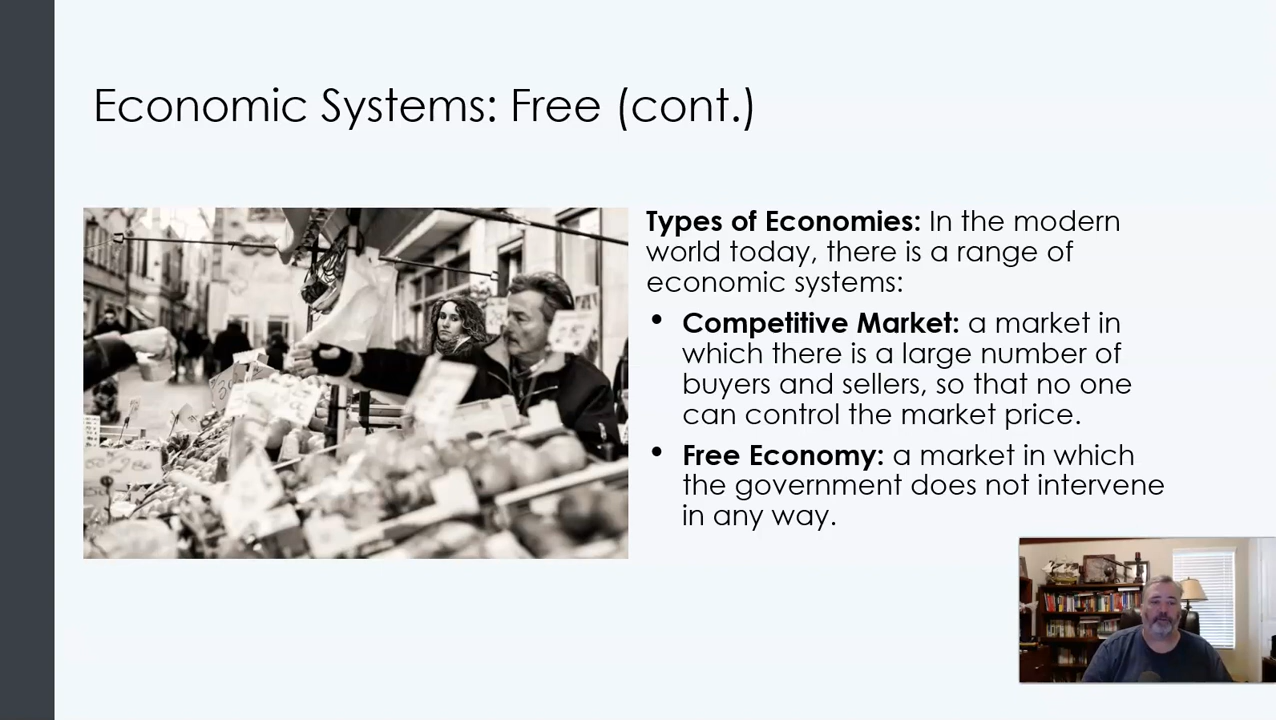 Economic Systems: Free (cont.)
Types of Economies: In the modern
world today, there is a range of
economic systems:
• Competitive Market: a market in
which there is a large number of
buyers and sellers, so that no one
can control the market price.
• Free Economy: a market in which
the government does not intervene
in any way.